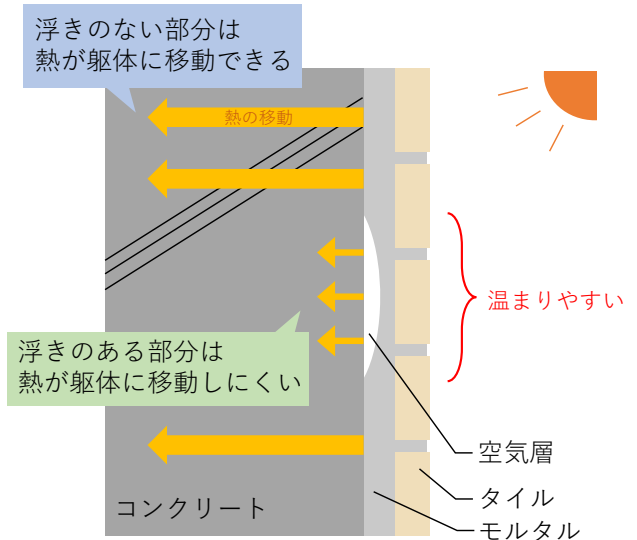 浮きのない部分は
熱が躯体に移動できる
熱の移動
温まりやすい
浮きのある部分は
熱が躯体に移動しにくい
空気層
タイル
モルタル
コンクリート